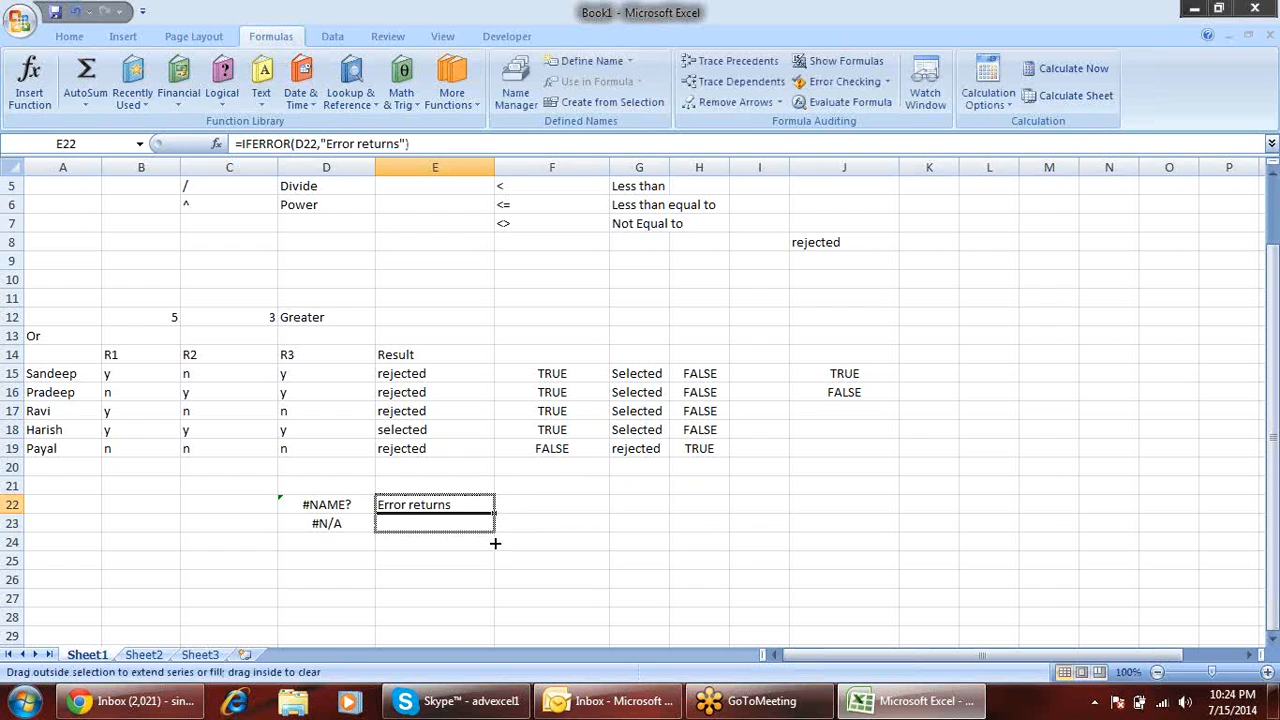 Book1 - Microsoft Excel
Home Insert Page Layout Formulas Data Review View Developer
Insert Function
AutoSum
Recently Used
Financial
Logical
Text
Date & Time
Lookup & Reference
Math & Trig
More Functions
Function Library
Name Manager
Define Name
Use in Formula
Create from Selection
Defined Names
Trace Precedents
Trace Dependents
Remove Arrows
Show Formulas
Error Checking
Evaluate Formula
Formula Auditing
Watch Window
Calculation Options
Calculate Now
Calculate Sheet
Calculation
E22 fx =IFERROR(D22,"Error returns")
A B C D E F G H I J K L M N O P
5 / Divide < Less than
6 ^ Power <= Less than equal to
7 <> Not Equal to
8 rejected
9
10
11
12 5 3 Greater
13 Or
14 R1 R2 R3 Result
15 Sandeep y n y rejected TRUE Selected FALSE TRUE
16 Pradeep n y y rejected TRUE Selected FALSE FALSE
17 Ravi y n n rejected TRUE Selected FALSE
18 Harish y y y selected TRUE Selected FALSE
19 Payal n n n rejected FALSE rejected TRUE
20
21
22 #NAME? Error returns
23 #N/A
24
25
26
27
28
29
Sheet1 Sheet2 Sheet3
Drag outside selection to extend series or fill; drag inside to clear 100%
Inbox (2,021) - sin...
Skype™ - advexcel1...
Inbox - Microsoft ...
GoToMeeting
Microsoft Excel - ...
10:24 PM
7/15/2014